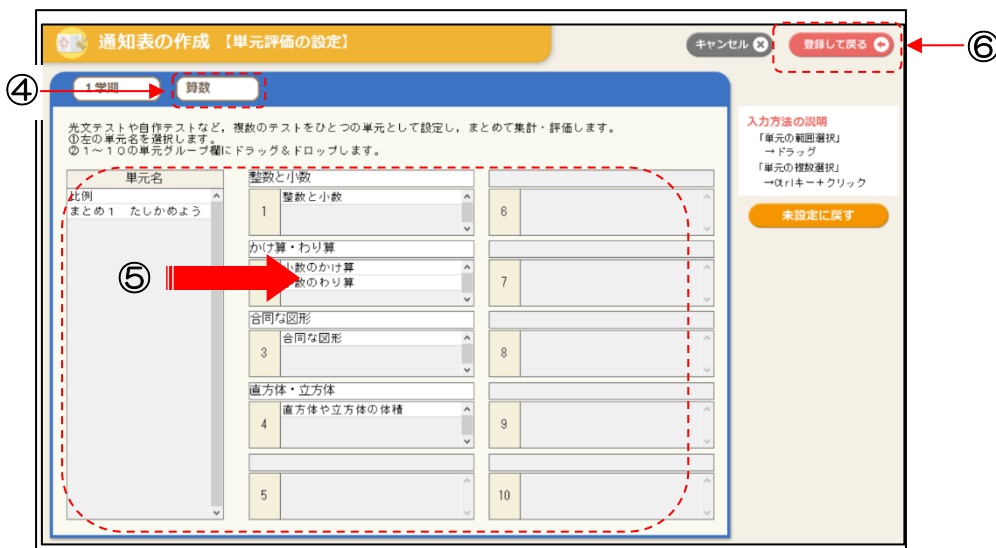 通知表の作成 【単元評価の設定】
キャンセル
登録して戻る
⑥
④
1学期
算数
光文テストや自作テストなど，複数のテストをひとつの単元として設定し，まとめて集計・評価します。
①左の単元名を選択します。
②1～10の単元グループ欄にドラッグ＆ドロップします。
入力方法の説明
「単元の範囲選択」
→ドラッグ
「単元の複数選択」
→Ctrlキー＋クリック
未設定に戻す
単元名
比例
まとめ1 たしかめよう
⑤
整数と小数
1
整数と小数
かけ算・わり算
小数のかけ算
数のわり算
合同な図形
3
合同な図形
直方体・立方体
4
直方体や立方体の体積
5
6
7
8
9
10